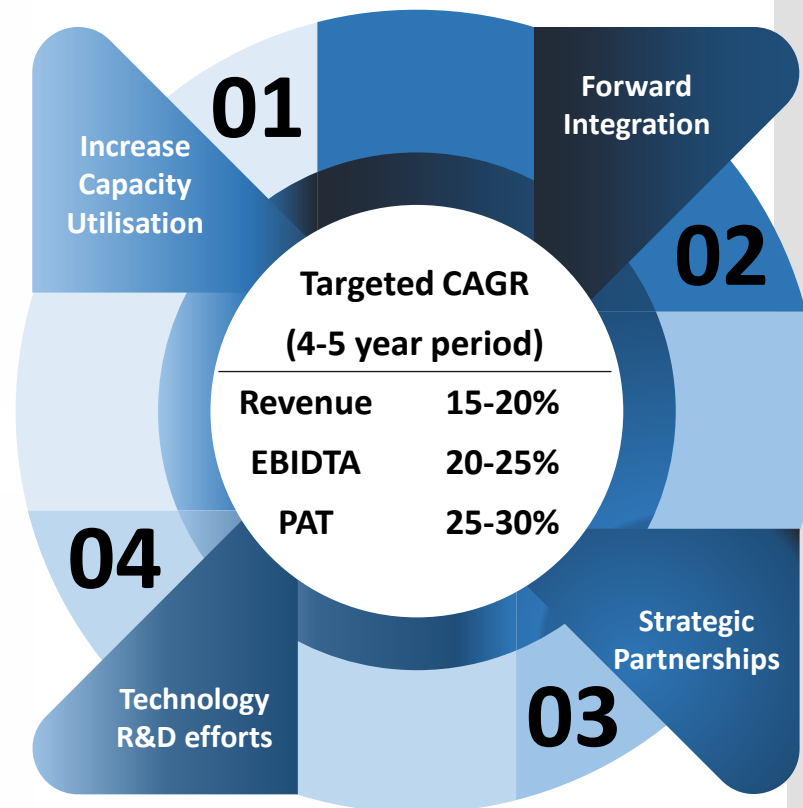 01
Increase
Capacity
Utilisation
Forward
Integration
02
Targeted CAGR
(4-5 year period)
Revenue 15-20%
EBIDTA 20-25%
PAT 25-30%
Strategic
Partnerships
03
04
Technology
R&D efforts